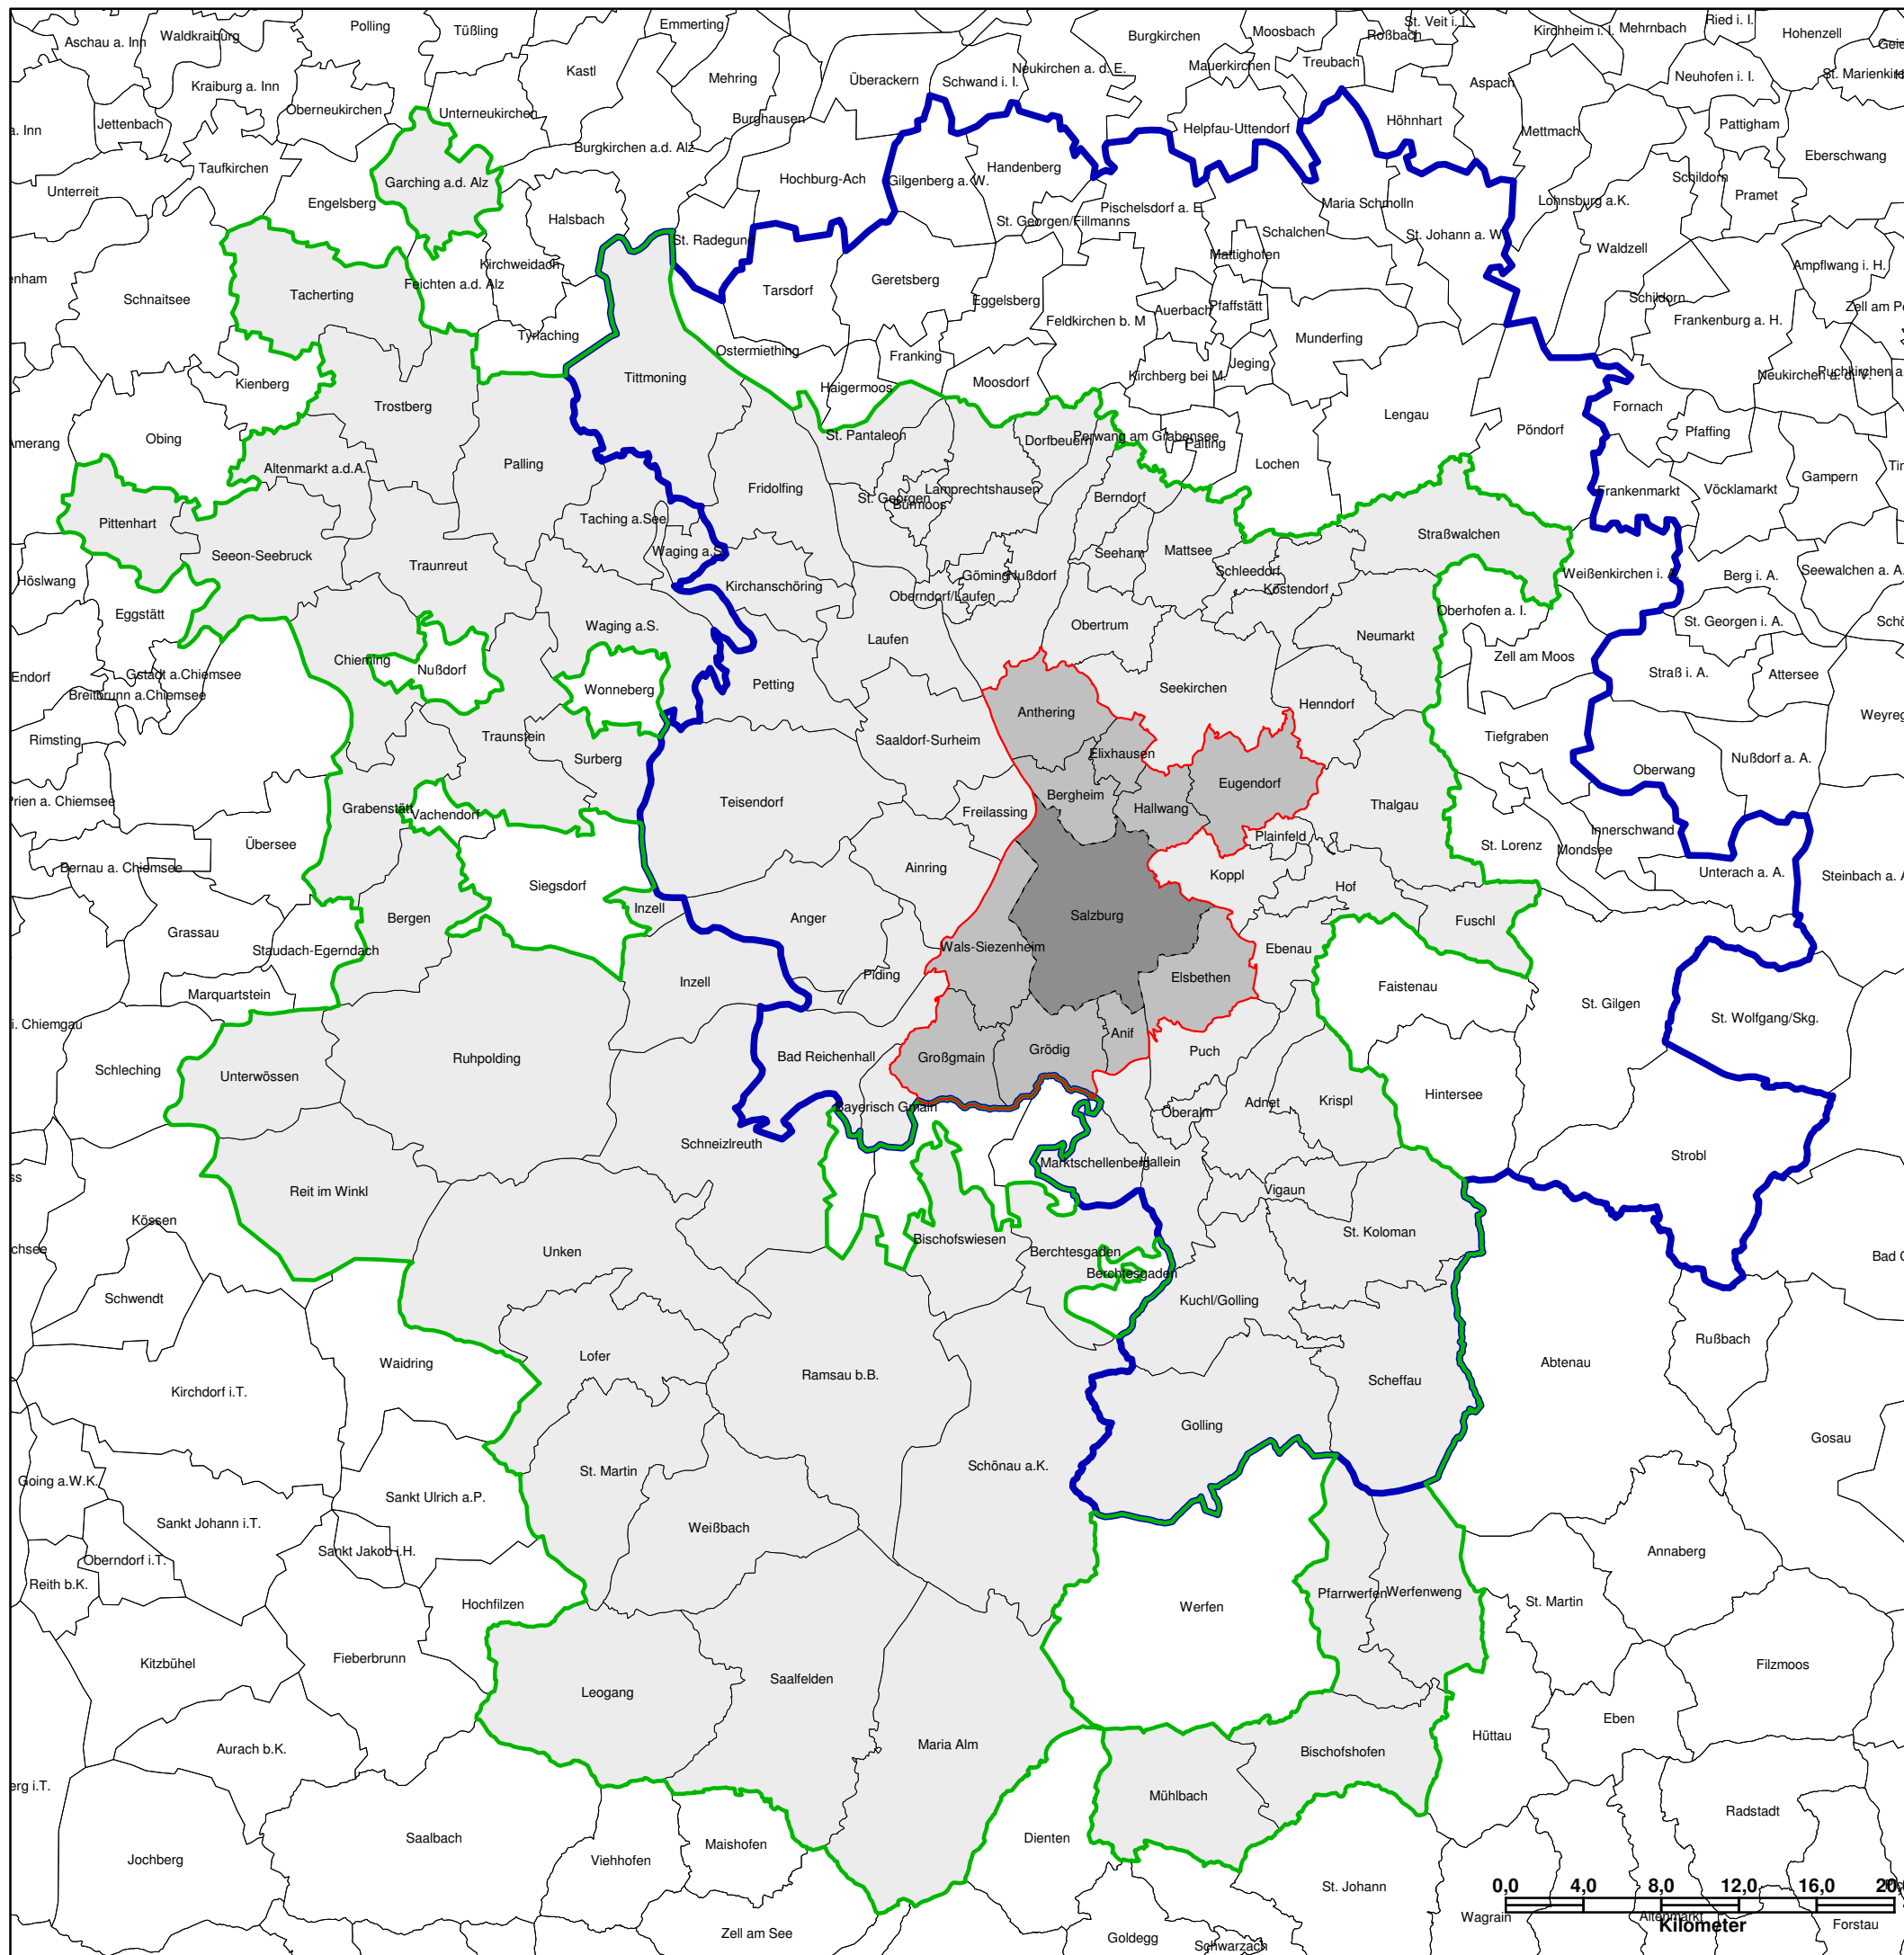 Polling
Tüßling
Emmerting
Aschau a. Inn
Waldkraiburg
Burgkirchen
Moosbach
St. Veit i. I.
Roßbach
Kirchheim i. I.
Mehrnbach
Ried i. I.
Hohenzell
Kraiburg a. Inn
Kastl
Mehring
Überackern
Schwand i. I.
Neukirchen a. d. E.
Mauerkirchen
Treubach
Aspach
Neuhofen i. I.
Jettenbach
Oberneukirchen
Unterneukirchen
Burghausen
Helpfau-Uttendorf
Höhnhart
Mettmach
Pattigham
a. Inn
Taufkirchen
Burgkirchen a.d. Alz
Eberschwang
Unterreit
Engelsberg
Garching a.d. Alz
Halsbach
Hochburg-Ach
Gilgenberg a. W.
Handenberg
St. Georgen/Fillmanns
Pischelsdorf a. E.
Maria Schmolln
Schalchen
St. Johann a. W.
Lohnsburg a.K.
Schildorn
Pramet
Waldzell
St. Radegund
Kirchweidach
Mattighofen
Ampflwang i. H.
Schnaitsee
Tacherting
Feichten a.d. Alz
Tarsdorf
Geretsberg
Eggelsberg
Feldkirchen b. M
Auerbach
Pfaffstätt
Munderfing
Schildorn
Frankenburg a. H.
Tyrlaching
Ostermiething
Franking
Moosdorf
Haigermoos
Kirchberg bei M.
Jeging
Kienberg
Trostberg
Tittmoning
Lengau
Pöndorf
Fornach
Pfaffing
Amerang
Obing
Altenmarkt a.d.A.
Palling
Fridolfing
St. Pantaleon
Dorfbeuern
Perwang am Grabensee
Palting
Lochen
Frankenmarkt
Vöcklamarkt
Gampern
Pittenhart
Seeon-Seebruck
Traunreut
Taching a.See
Waging a.S.
Kirchanschöring
St. Georgen
Bürmoos
Lamprechtshausen
Berndorf
Seeham
Mattsee
Schleedorf
Köstendorf
Straßwalchen
Weißenkirchen i. A.
Berg i. A.
Seewalchen a. A.
Höslwang
Eggstätt
Göming
Nußdorf
Oberndorf/Laufen
Laufen
Obertrum
Neumarkt
Oberhofen a. I.
Zell am Moos
St. Georgen i. A.
Straß i. A.
Attersee
Endorf
Gstadt a.Chiemsee
Breitbrunn a.Chiemsee
Chieming
Nußdorf
Waging a.S.
Wonneberg
Petting
Seekirchen
Henndorf
Anthering
Rimsting
Traunstein
Surberg
Saaldorf-Surheim
Elixhausen
Eugendorf
Tiefgraben
Oberwang
Nußdorf a. A.
Prien a. Chiemsee
Übersee
Grabenstätt
Vachendorf
Teisendorf
Freilassing
Bergheim
Hallwang
Plainfeld
Thalgau
St. Lorenz
Mondsee
Innerschwand
Bernau a. Chiemsee
Siegsdorf
Ainring
Koppl
Hof
Unterach a. A.
Grassau
Bergen
Inzell
Anger
Salzburg
Fuschl
Staudach-Egerndach
Marquartstein
Inzell
Piding
Wals-Siezenheim
Elsbethen
Ebenau
Faistenau
St. Gilgen
St. Wolfgang/Skg.
i. Chiemgau
Schleching
Unterwössen
Ruhpolding
Bad Reichenhall
Großgmain
Grödig
Anif
Puch
Hintersee
Bayerisch Gmain
Oberalm
Adnet
Krispl
Schneizlreuth
Marktschellenberg
Hallein
Strobl
Reit im Winkl
Vigaun
Kössen
Unken
Bischofswiesen
Berchtesgaden
Berchtesgaden
St. Koloman
Schwendt
Kuchl/Golling
Rußbach
Kirchdorf i.T.
Waidring
Lofer
Ramsau b.B.
Scheffau
Abtenau
Golling
Gosau
Going a.W.K.
Sankt Ulrich a.P.
St. Martin
Schönau a.K.
Sankt Johann i.T.
Weißbach
Sankt Jakob i.H.
Oberndorf i.T.
Annaberg
Reith b.K.
Hochfilzen
Werfen
Pfarrwerfen
Werfenweng
St. Martin
Kitzbühel
Fieberbrunn
Leogang
Saalfelden
Filzmoos
Aurach b.K.
Maria Alm
Bischofshofen
Hüttau
Eben
Mühlbach
Radstadt
Jochberg
Saalbach
Viehhofen
Maishofen
Dienten
St. Johann
Zell am See
Goldegg
Schwarzach
Wagrain
Altenmarkt
Forstau
0,0 4,0 8,0 12,0 16,0
Kilometer